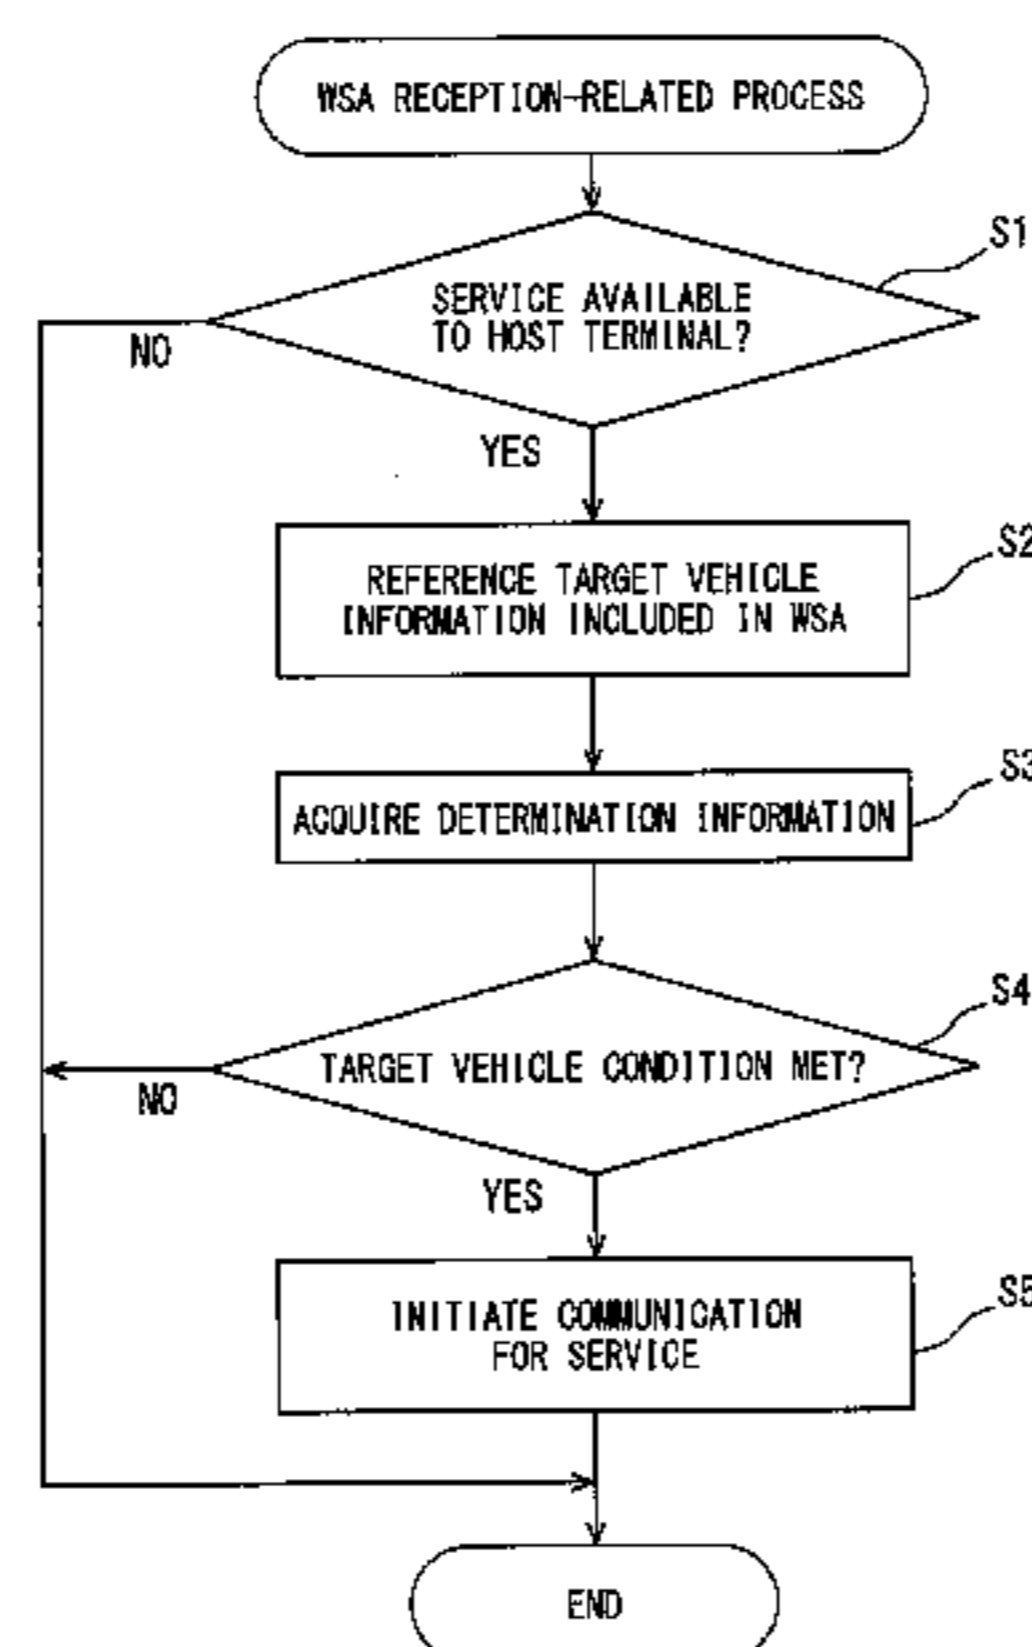 WSA RECEPTION-RELATED PROCESS
S1
SERVICE AVAILABLE
TO HOST TERMINAL?
NO
YES
S2
REFERENCE TARGET VEHICLE
INFORMATION INCLUDED IN WSA
S3
ACQUIRE DETERMINATION INFORMATION
S4
TARGET VEHICLE CONDITION MET?
NO
YES
S5
INITIATE COMMUNICATION
FOR SERVICE
END